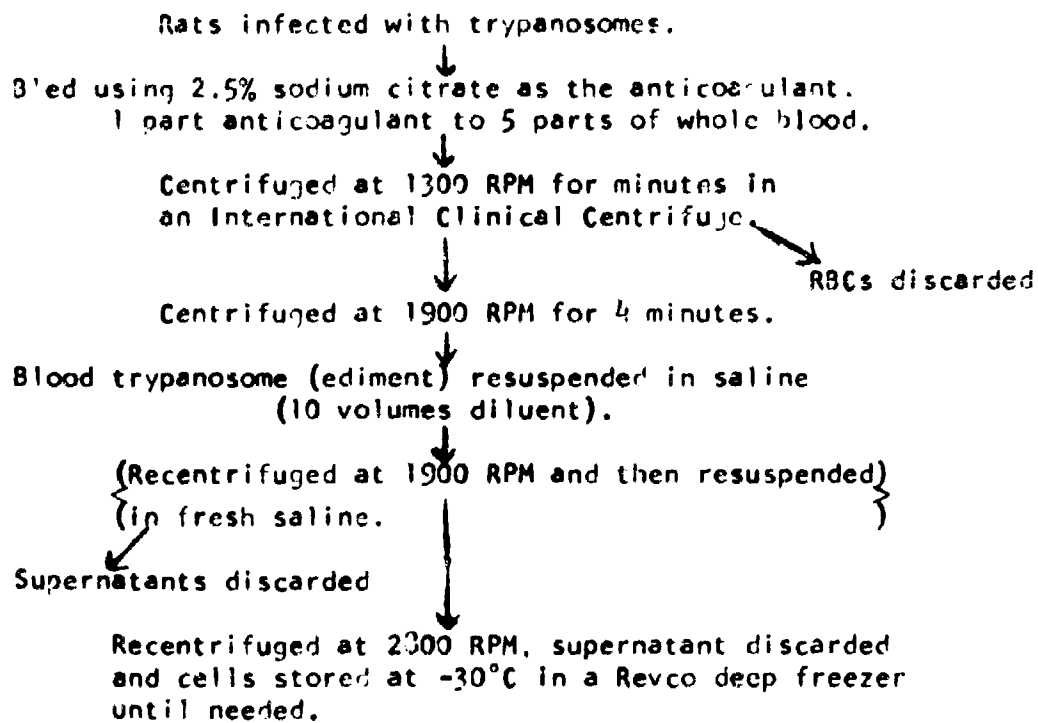 Rats infected with trypanosomes.
B'ed using 2.5% sodium citrate as the anticoagulant.
1 part anticoagulant to 5 parts of whole blood.
Centrifuged at 1300 RPM for minutes in
an International Clinical Centrifuge.
RBCs discarded
Centrifuged at 1900 RPM for 4 minutes.
Blood trypanosome (ediment) resuspended in saline
(10 volumes diluent).
(Recentrifuged at 1900 RPM and then resuspended)
(in fresh saline. )
Supernatants discarded
Recentrifuged at RPM, supernatant discarded
and cells stored at -30°C in a Revco deep freezer
until needed.